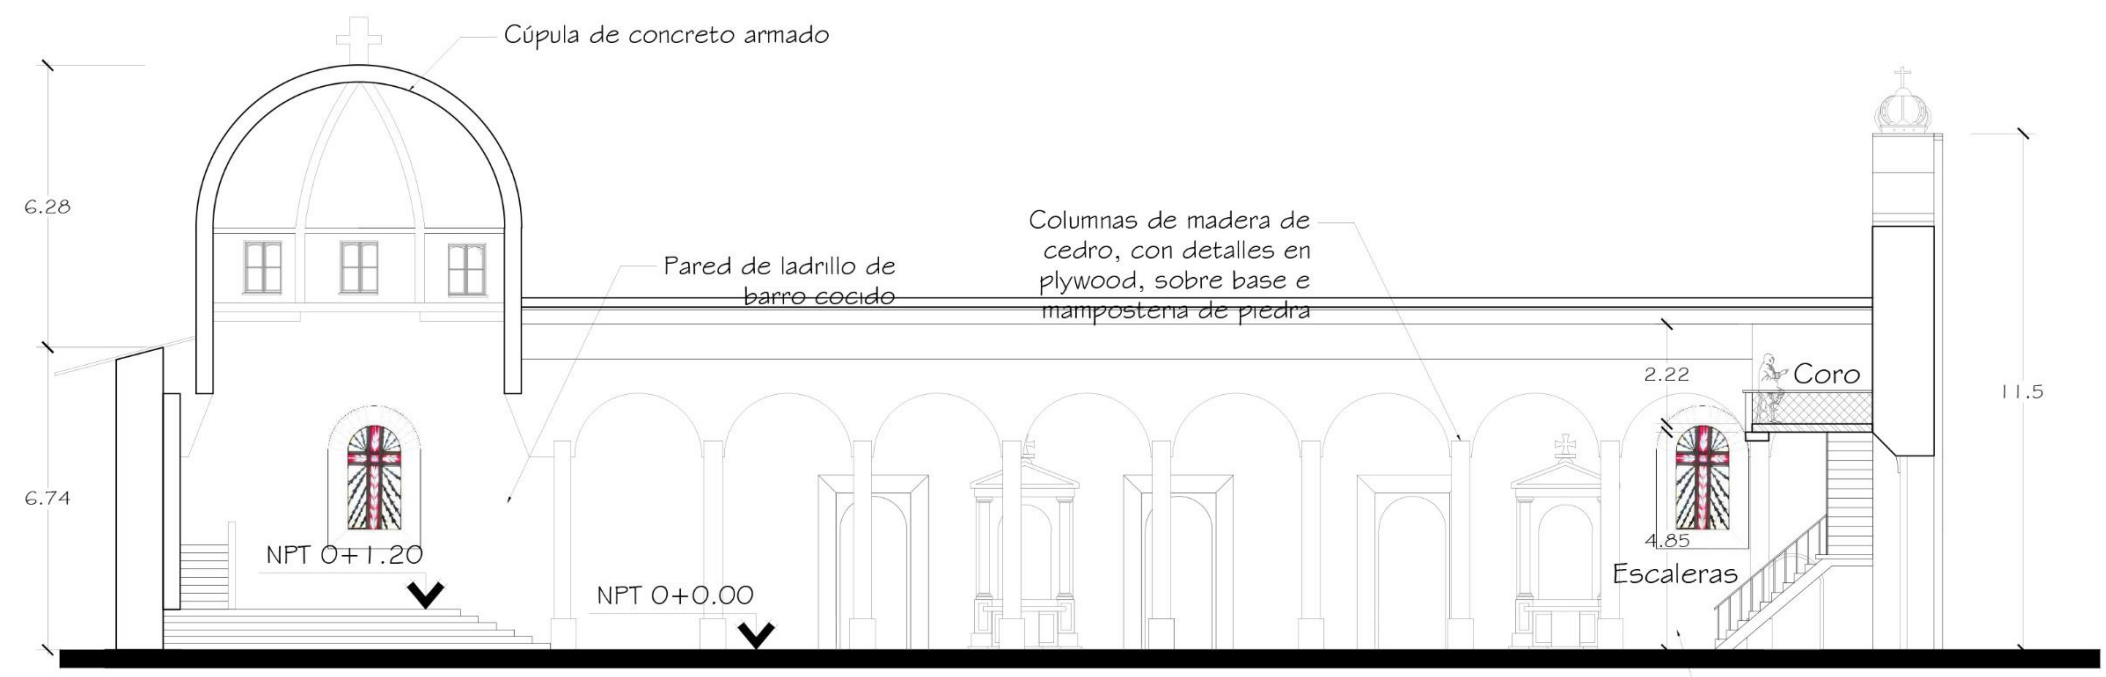 Cúpula de concreto armado
6.28
Columnas de madera de
cedro, con detalles en
plywood, sobre base e
mampostería de piedra
Pared de ladrillo de
barro cocido
2.22
Coro
11.5
6.74
NPT 0+1.20
NPT 0+0.00
4.85
Escaleras